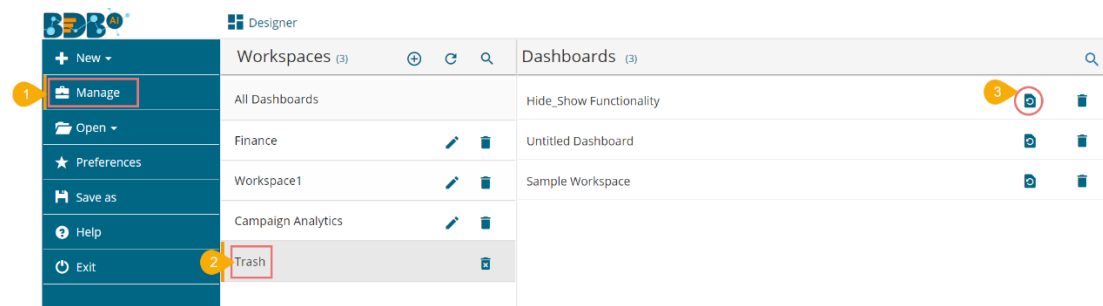 BDB AI
Designer
New
1
Manage
Open
Preferences
Save as
Help
Exit
Workspaces (3)
All Dashboards
Finance
Workspace1
Campaign Analytics
2
Trash
Dashboards (3)
Hide_Show Functionality
3
Untitled Dashboard
Sample Workspace